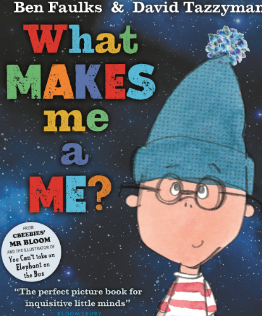 Ben Faulks & David Tazzyman
What
MAKES
me
a
ME?
FROM
CBEEBIES'
MR BLOOM
AND THE ILLUSTRATOR OF
You Can't take an
Elephant on
the Bus
"The perfect picture book for
inquisitive little minds"